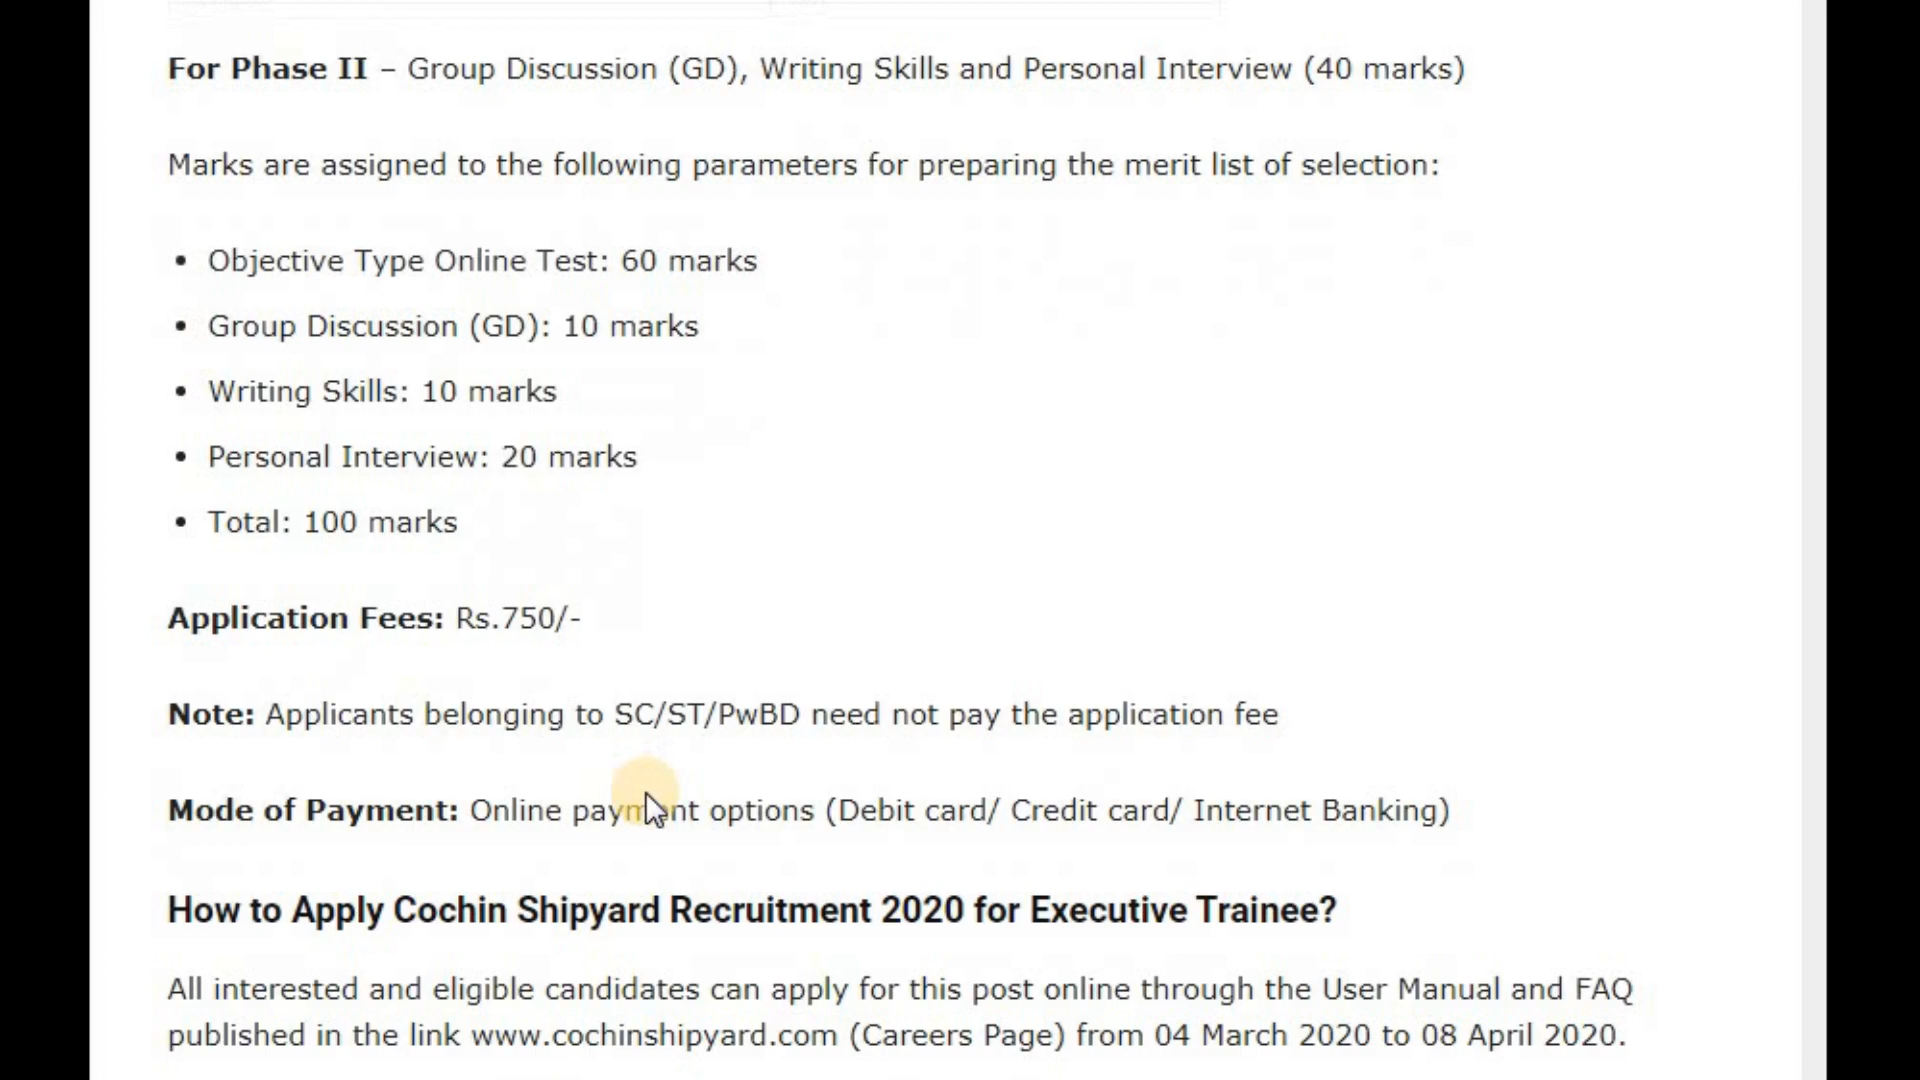 For Phase II – Group Discussion (GD), Writing Skills and Personal Interview (40 marks)
Marks are assigned to the following parameters for preparing the merit list of selection:
• Objective Type Online Test: 60 marks
• Group Discussion (GD): 10 marks
• Writing Skills: 10 marks
• Personal Interview: 20 marks
• Total: 100 marks
Application Fees: Rs.750/-
Note: Applicants belonging to SC/ST/PwBD need not pay the application fee
Mode of Payment: Online payment options (Debit card/ Credit card/ Internet Banking)
How to Apply Cochin Shipyard Recruitment 2020 for Executive Trainee?
All interested and eligible candidates can apply for this post online through the User Manual and FAQ
published in the link www.cochinshipyard.com (Careers Page) from 04 March 2020 to 08 April 2020.